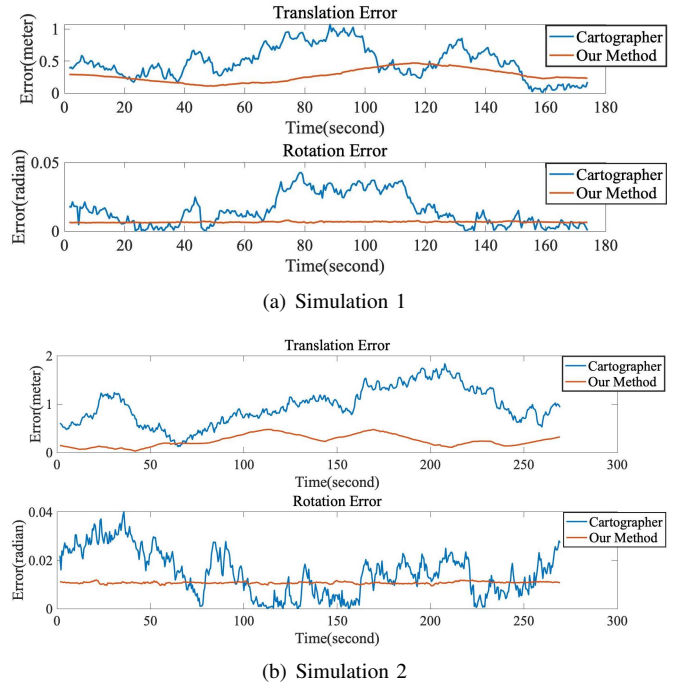 Translation Error
Error(meter)
1
0.5
0
Cartographer
Our Method
0 20 40 60 80 100 120 140 160 180
Time(second)
Rotation Error
Error(radian)
0.05
0
Cartographer
Our Method
0 20 40 60 80 100 120 140 160 180
Time(second)
(a) Simulation 1
Translation Error
Error(meter)
2
1
0
Cartographer
Our Method
0 50 100 150 200 250 300
Time(second)
Rotation Error
Error(radian)
0.04
0.02
0
Cartographer
Our Method
0 50 100 150 200 250 300
Time(second)
(b) Simulation 2